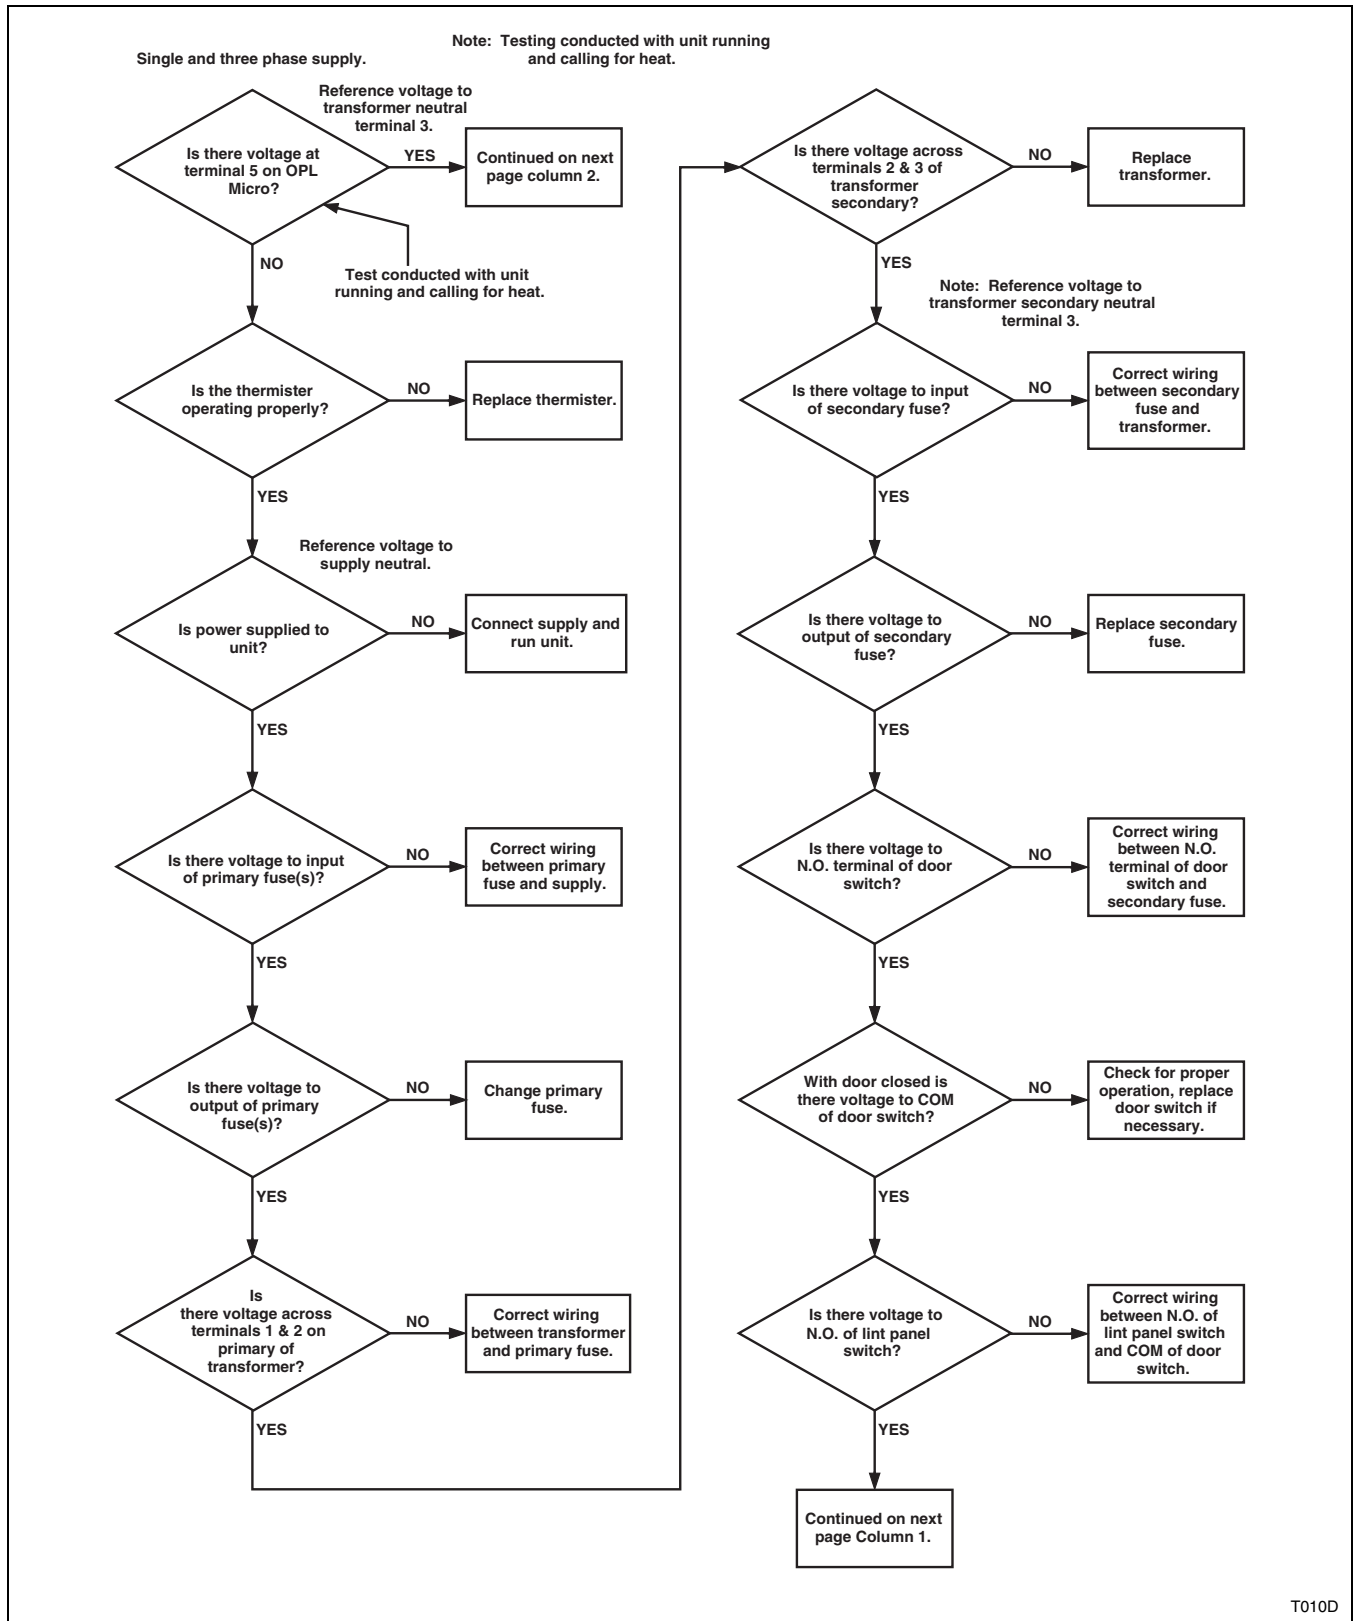 Single and three phase supply.
Note: Testing conducted with unit running
and calling for heat.
Reference voltage to
transformer neutral
terminal 3.
Is there voltage at
terminal 5 on OPL
Micro?
YES
Continued on next
page column 2.
NO
Test conducted with unit
running and calling for heat.
Is the thermister
operating properly?
NO
Replace thermister.
YES
Reference voltage to
supply neutral.
Is power supplied to
unit?
NO
Connect supply and
run unit.
YES
Is there voltage to input
of primary fuse(s)?
NO
Correct wiring
between primary
fuse and supply.
YES
Is there voltage to
output of primary
fuse(s)?
NO
Change primary
fuse.
YES
Is
there voltage across
terminals 1 & 2 on
primary of
transformer?
NO
Correct wiring
between transformer
and primary fuse.
YES
Is there voltage across
terminals 2 & 3 of
transformer
secondary?
NO
Replace
transformer.
YES
Note: Reference voltage to
transformer secondary neutral
terminal 3.
Is there voltage to input
of secondary fuse?
NO
Correct wiring
between secondary
fuse and
transformer.
YES
Is there voltage to
output of secondary
fuse?
NO
Replace secondary
fuse.
YES
Is there voltage to
N.O. terminal of door
switch?
NO
Correct wiring
between N.O.
terminal of door
switch and
secondary fuse.
YES
With door closed is
there voltage to COM
of door switch?
NO
Check for proper
operation, replace
door switch if
necessary.
YES
Is there voltage to
N.O. of lint panel
switch?
NO
Correct wiring
between N.O. of
lint panel switch
and COM of door
switch.
YES
Continued on next
page Column 1.
T010D